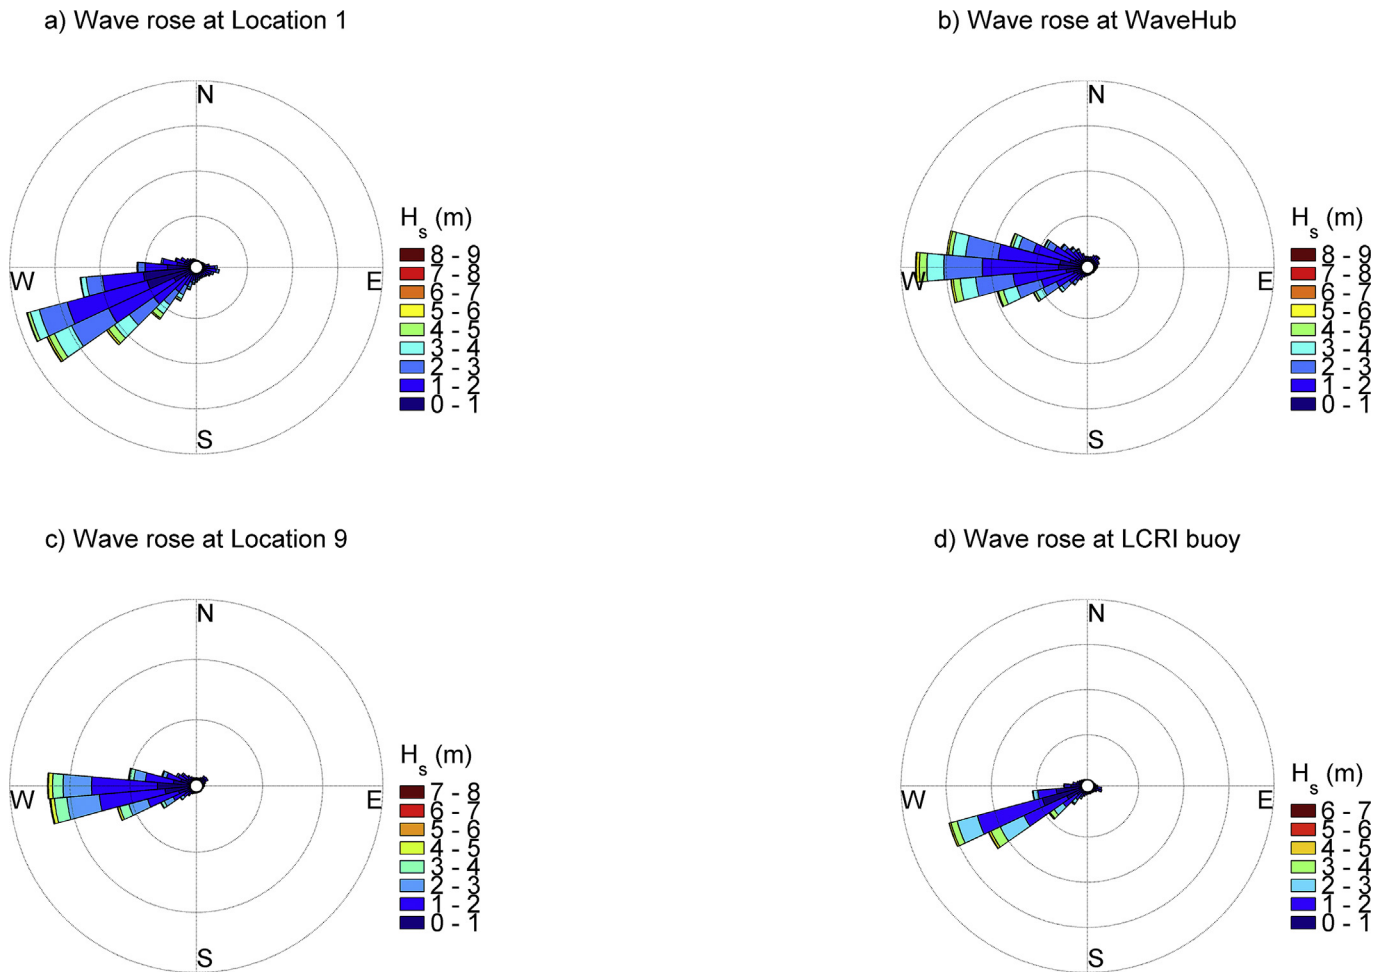 a) Wave rose at Location 1
N
W
E
S
H_s (m)
8 - 9
7 - 8
6 - 7
5 - 6
4 - 5
3 - 4
2 - 3
1 - 2
0 - 1
b) Wave rose at WaveHub
N
W
E
S
H_s (m)
8 - 9
7 - 8
6 - 7
5 - 6
4 - 5
3 - 4
2 - 3
1 - 2
0 - 1
c) Wave rose at Location 9
N
W
E
S
H_s (m)
7 - 8
6 - 7
5 - 6
4 - 5
3 - 4
2 - 3
1 - 2
0 - 1
d) Wave rose at LCRI buoy
N
W
E
S
H_s (m)
6 - 7
5 - 6
4 - 5
3 - 4
2 - 3
1 - 2
0 - 1